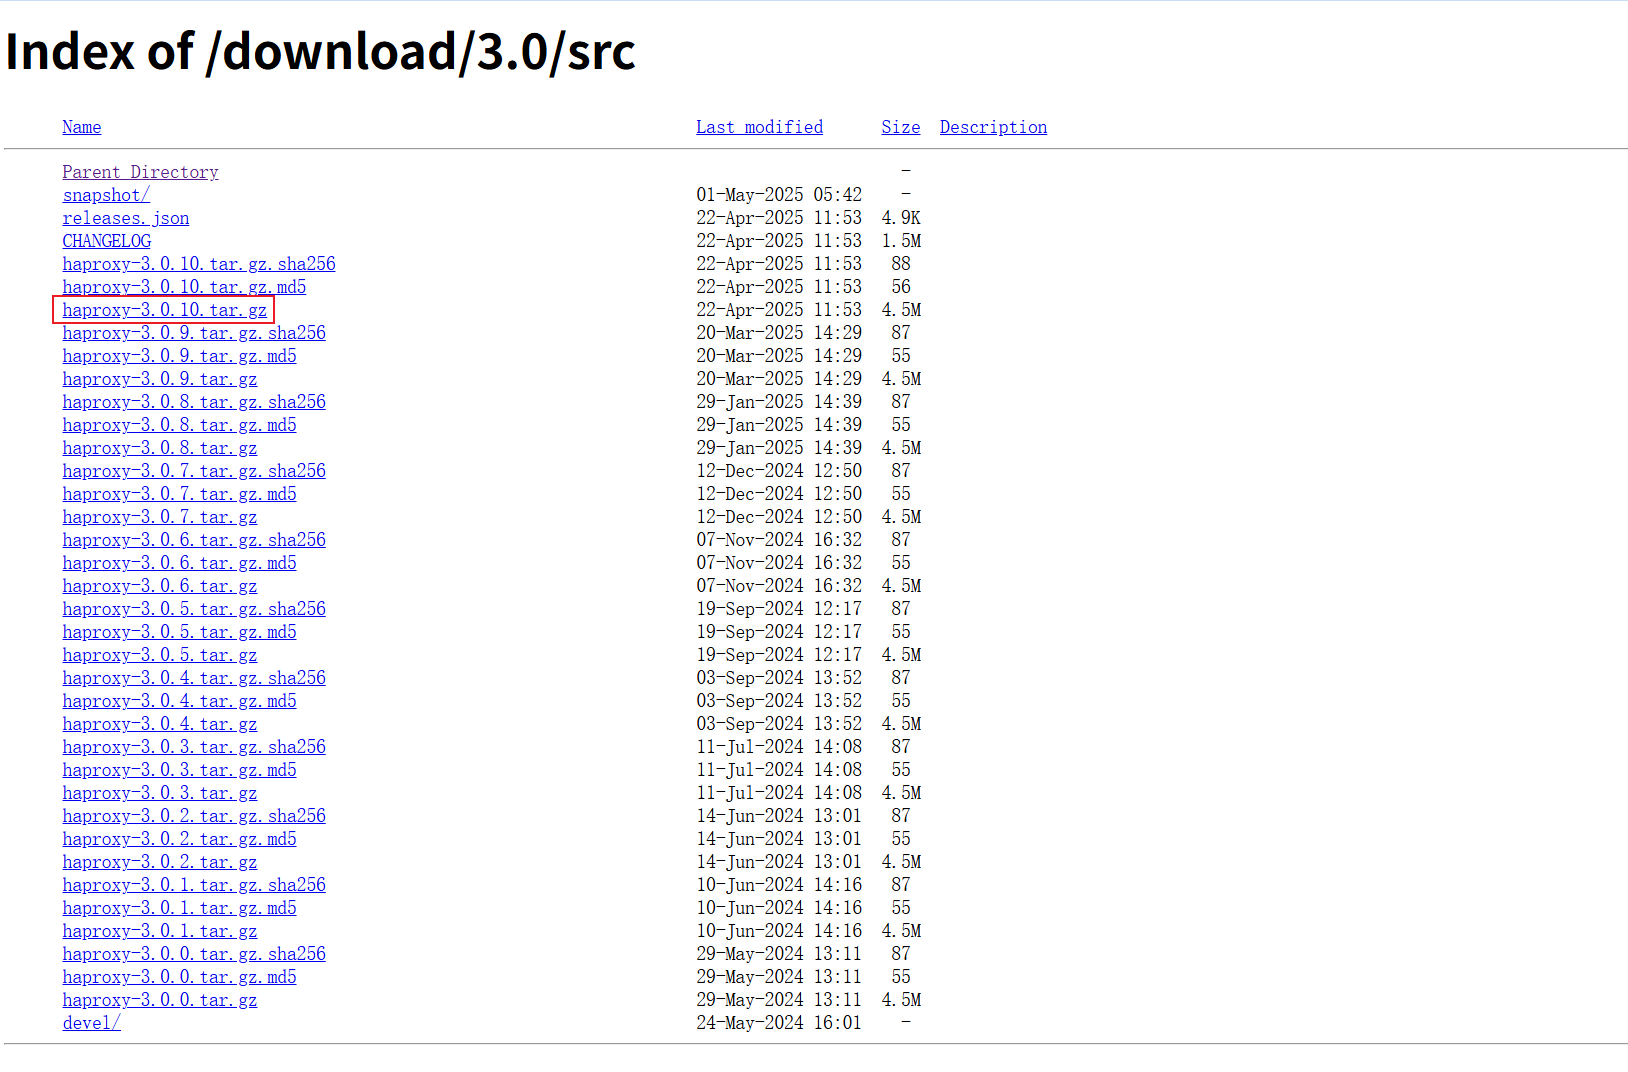 Index of /download/3.0/src
Name Last modified Size Description
Parent Directory -
snapshot/ 01-May-2025 05:42 -
releases.json 22-Apr-2025 11:53 4.9K
CHANGELOG 22-Apr-2025 11:53 1.5M
haproxy-3.0.10.tar.gz.sha256 22-Apr-2025 11:53 88
haproxy-3.0.10.tar.gz.md5 22-Apr-2025 11:53 56
haproxy-3.0.10.tar.gz 22-Apr-2025 11:53 4.5M
haproxy-3.0.9.tar.gz.sha256 20-Mar-2025 14:29 87
haproxy-3.0.9.tar.gz.md5 20-Mar-2025 14:29 55
haproxy-3.0.9.tar.gz 20-Mar-2025 14:29 4.5M
haproxy-3.0.8.tar.gz.sha256 29-Jan-2025 14:39 87
haproxy-3.0.8.tar.gz.md5 29-Jan-2025 14:39 55
haproxy-3.0.8.tar.gz 29-Jan-2025 14:39 4.5M
haproxy-3.0.7.tar.gz.sha256 12-Dec-2024 12:50 87
haproxy-3.0.7.tar.gz.md5 12-Dec-2024 12:50 55
haproxy-3.0.7.tar.gz 12-Dec-2024 12:50 4.5M
haproxy-3.0.6.tar.gz.sha256 07-Nov-2024 16:32 87
haproxy-3.0.6.tar.gz.md5 07-Nov-2024 16:32 55
haproxy-3.0.6.tar.gz 07-Nov-2024 16:32 4.5M
haproxy-3.0.5.tar.gz.sha256 19-Sep-2024 12:17 87
haproxy-3.0.5.tar.gz.md5 19-Sep-2024 12:17 55
haproxy-3.0.5.tar.gz 19-Sep-2024 12:17 4.5M
haproxy-3.0.4.tar.gz.sha256 03-Sep-2024 13:52 87
haproxy-3.0.4.tar.gz.md5 03-Sep-2024 13:52 55
haproxy-3.0.4.tar.gz 03-Sep-2024 13:52 4.5M
haproxy-3.0.3.tar.gz.sha256 11-Jul-2024 14:08 87
haproxy-3.0.3.tar.gz.md5 11-Jul-2024 14:08 55
haproxy-3.0.3.tar.gz 11-Jul-2024 14:08 4.5M
haproxy-3.0.2.tar.gz.sha256 14-Jun-2024 13:01 87
haproxy-3.0.2.tar.gz.md5 14-Jun-2024 13:01 55
haproxy-3.0.2.tar.gz 14-Jun-2024 13:01 4.5M
haproxy-3.0.1.tar.gz.sha256 10-Jun-2024 14:16 87
haproxy-3.0.1.tar.gz.md5 10-Jun-2024 14:16 55
haproxy-3.0.1.tar.gz 10-Jun-2024 14:16 4.5M
haproxy-3.0.0.tar.gz.sha256 29-May-2024 13:11 87
haproxy-3.0.0.tar.gz.md5 29-May-2024 13:11 55
haproxy-3.0.0.tar.gz 29-May-2024 13:11 4.5M
devel/ 24-May-2024 16:01 -